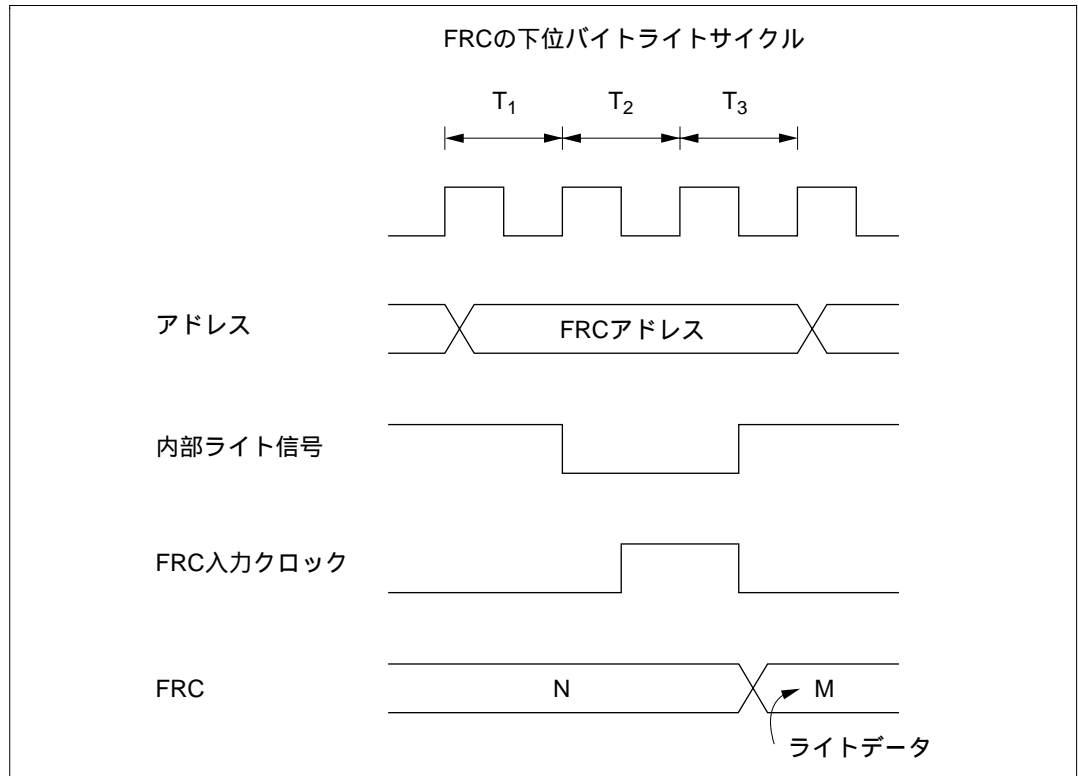 FRCの下位バイトライトサイクル
T1 T2 T3
アドレス
FRCアドレス
内部ライト信号
FRC入力クロック
FRC
N
M
ライトデータ